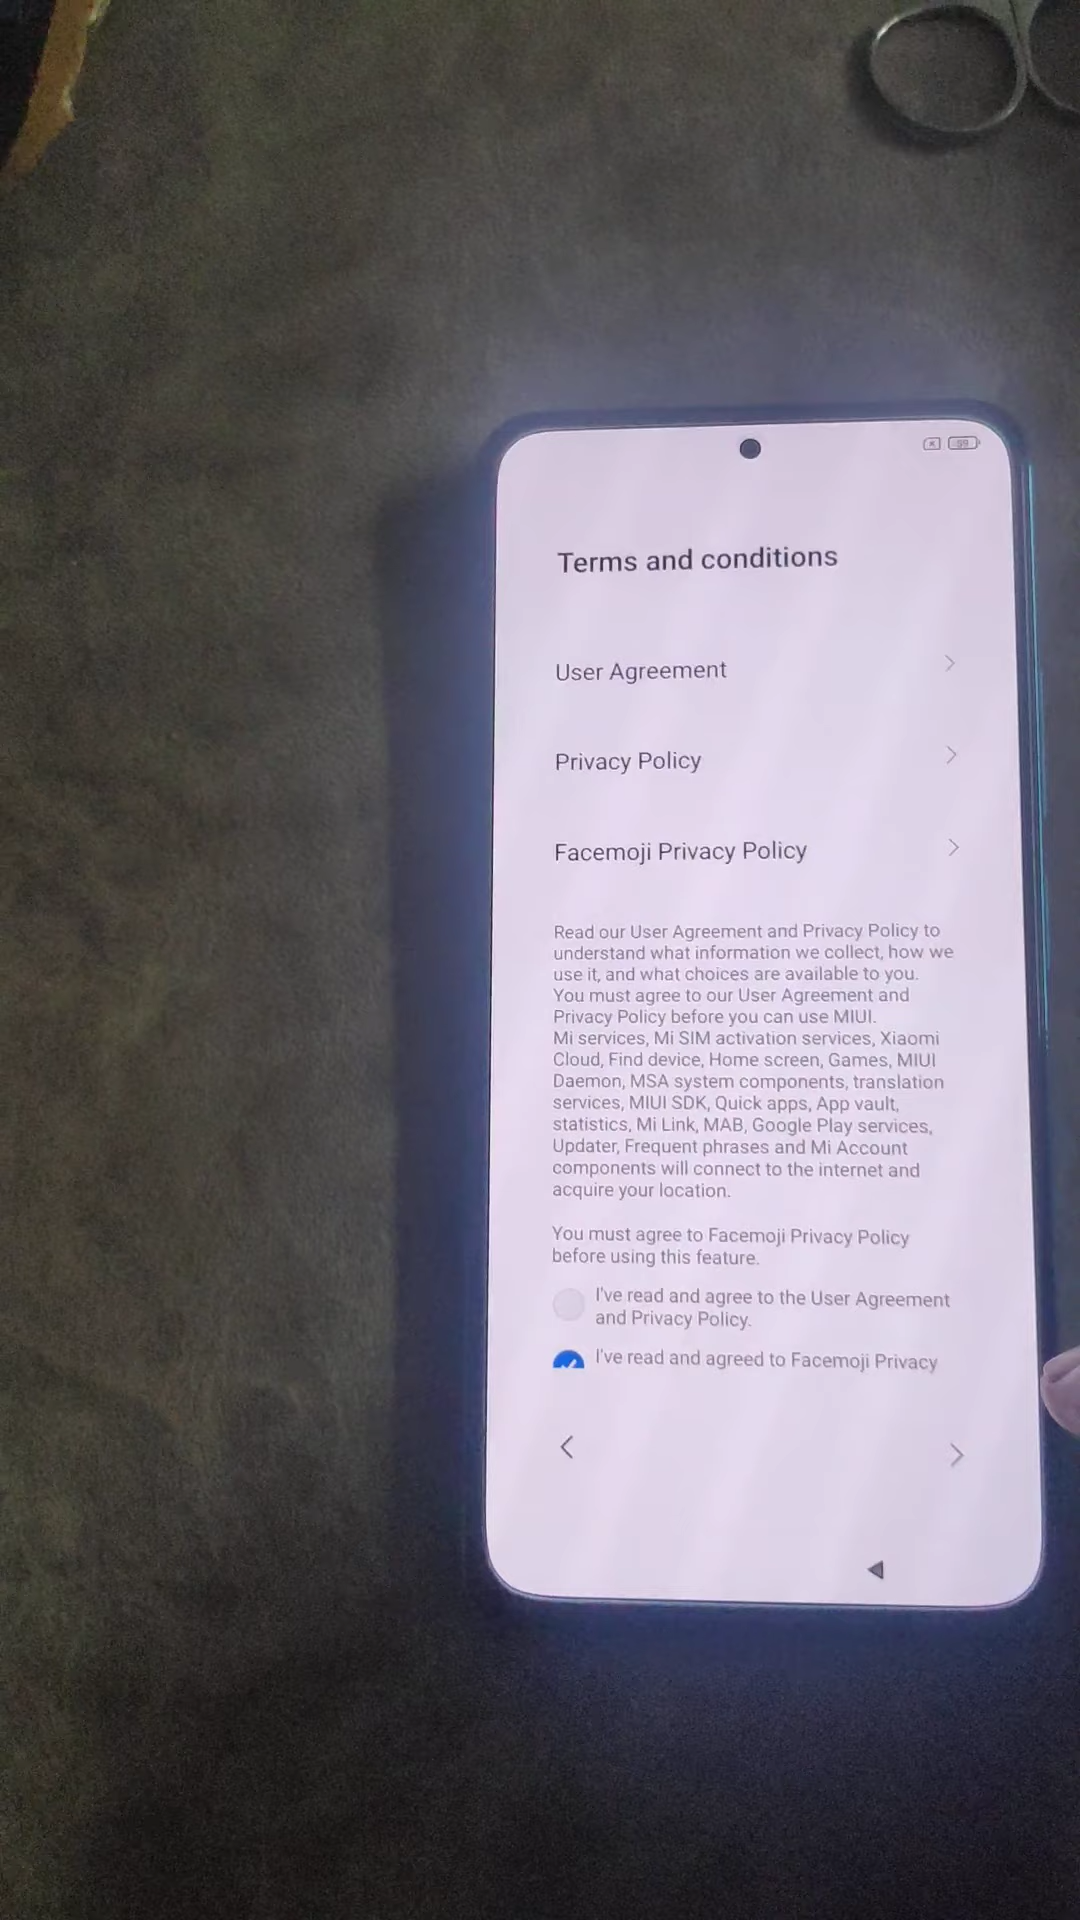 59
Terms and conditions
User Agreement
Privacy Policy
Facemoji Privacy Policy
Read our User Agreement and Privacy Policy to
understand what information we collect, how we
use it, and what choices are available to you.
You must agree to our User Agreement and
Privacy Policy before you can use MIUI.
Mi services, Mi SIM activation services, Xiaomi
Cloud, Find device, Home screen, Games, MIUI
Daemon, MSA system components, translation
services, MIUI SDK, Quick apps, App vault,
statistics, Mi Link, MAB, Google Play services,
Updater, Frequent phrases and Mi Account
components will connect to the internet and
acquire your location.
You must agree to Facemoji Privacy Policy
before using this feature.
I've read and agree to the User Agreement
and Privacy Policy.
I've read and agreed to Facemoji Privacy